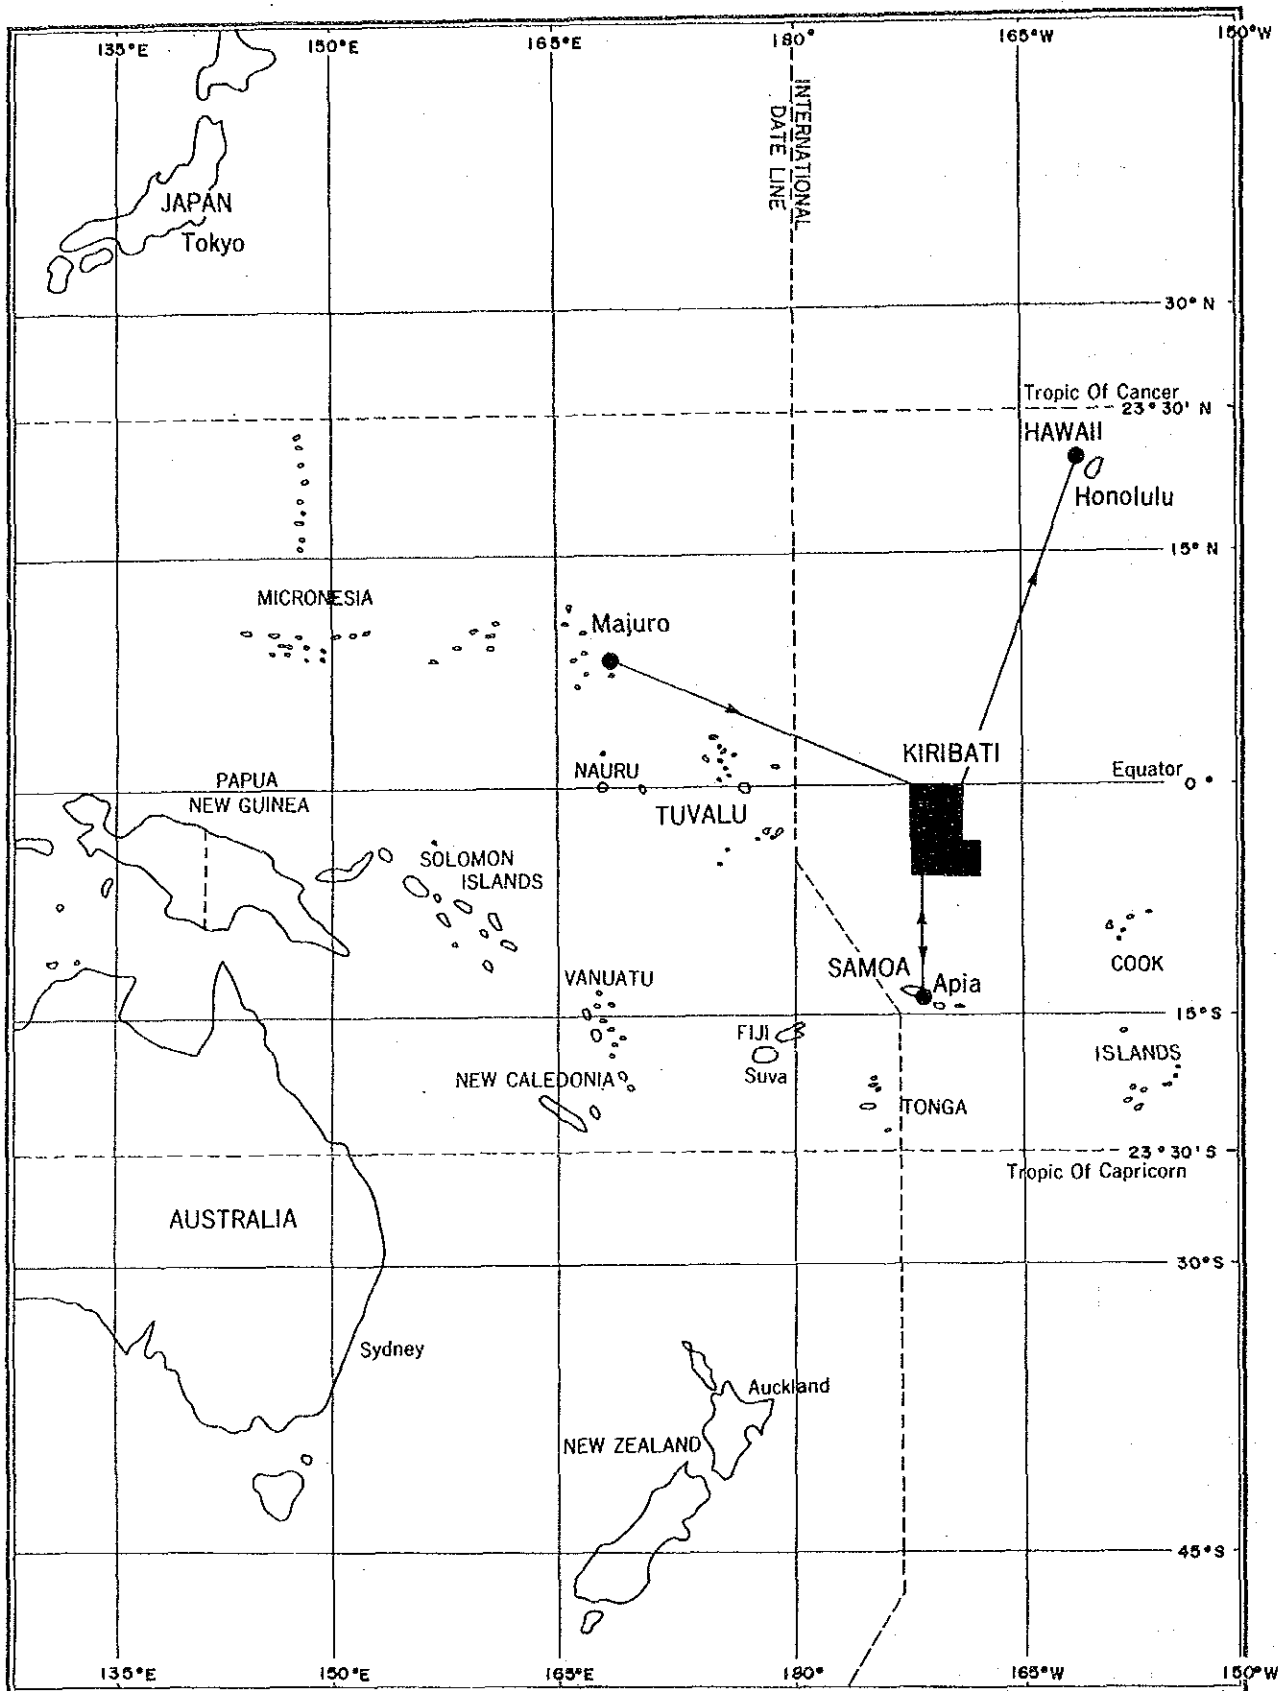 135°E 150°E 165°E 180° 165°W 150°W
INTERNATIONAL
DATE LINE
JAPAN
Tokyo
30° N
Tropic Of Cancer
23°30' N
HAWAII
Honolulu
15° N
MICRONESIA
Majuro
KIRIBATI
NAURU
Equator
0°
PAPUA
NEW GUINEA
TUVALU
SOLOMON
ISLANDS
SAMOA
Apia
COOK
VANUATU
15°S
FIJI
Suva
ISLANDS
NEW CALEDONIA
TONGA
23°30'S
Tropic Of Capricorn
AUSTRALIA
30°S
Sydney
Auckland
NEW ZEALAND
45°S
135°E 150°E 165°E 180° 165°W 150°W